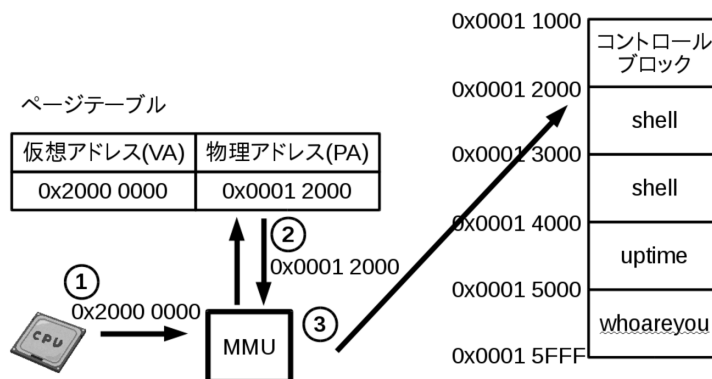 ページテーブル
仮想アドレス(VA)
物理アドレス(PA)
0x2000 0000
0x0001 2000
①
0x2000 0000
CPU
MMU
②
0x0001 2000
③
0x0001 1000
コントロール
ブロック
0x0001 2000
shell
0x0001 3000
shell
0x0001 4000
uptime
0x0001 5000
whoareyou
0x0001 5FFF